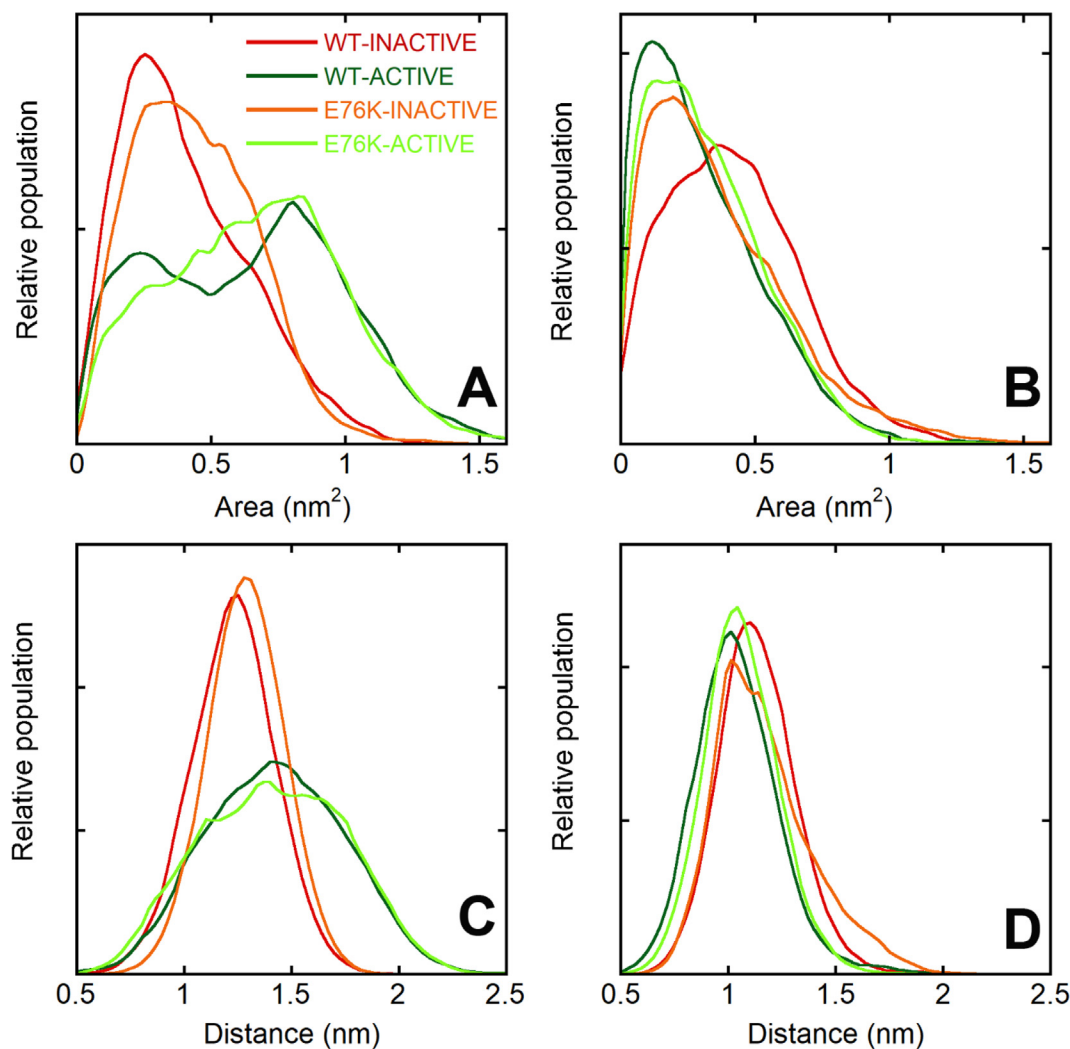 Relative population
WT-INACTIVE
WT-ACTIVE
E76K-INACTIVE
E76K-ACTIVE
A
0 0.5 1 1.5
Area (nm2)
Relative population
B
0 0.5 1 1.5
Area (nm2)
Relative population
C
0.5 1 1.5 2 2.5
Distance (nm)
Relative population
D
0.5 1 1.5 2 2.5
Distance (nm)